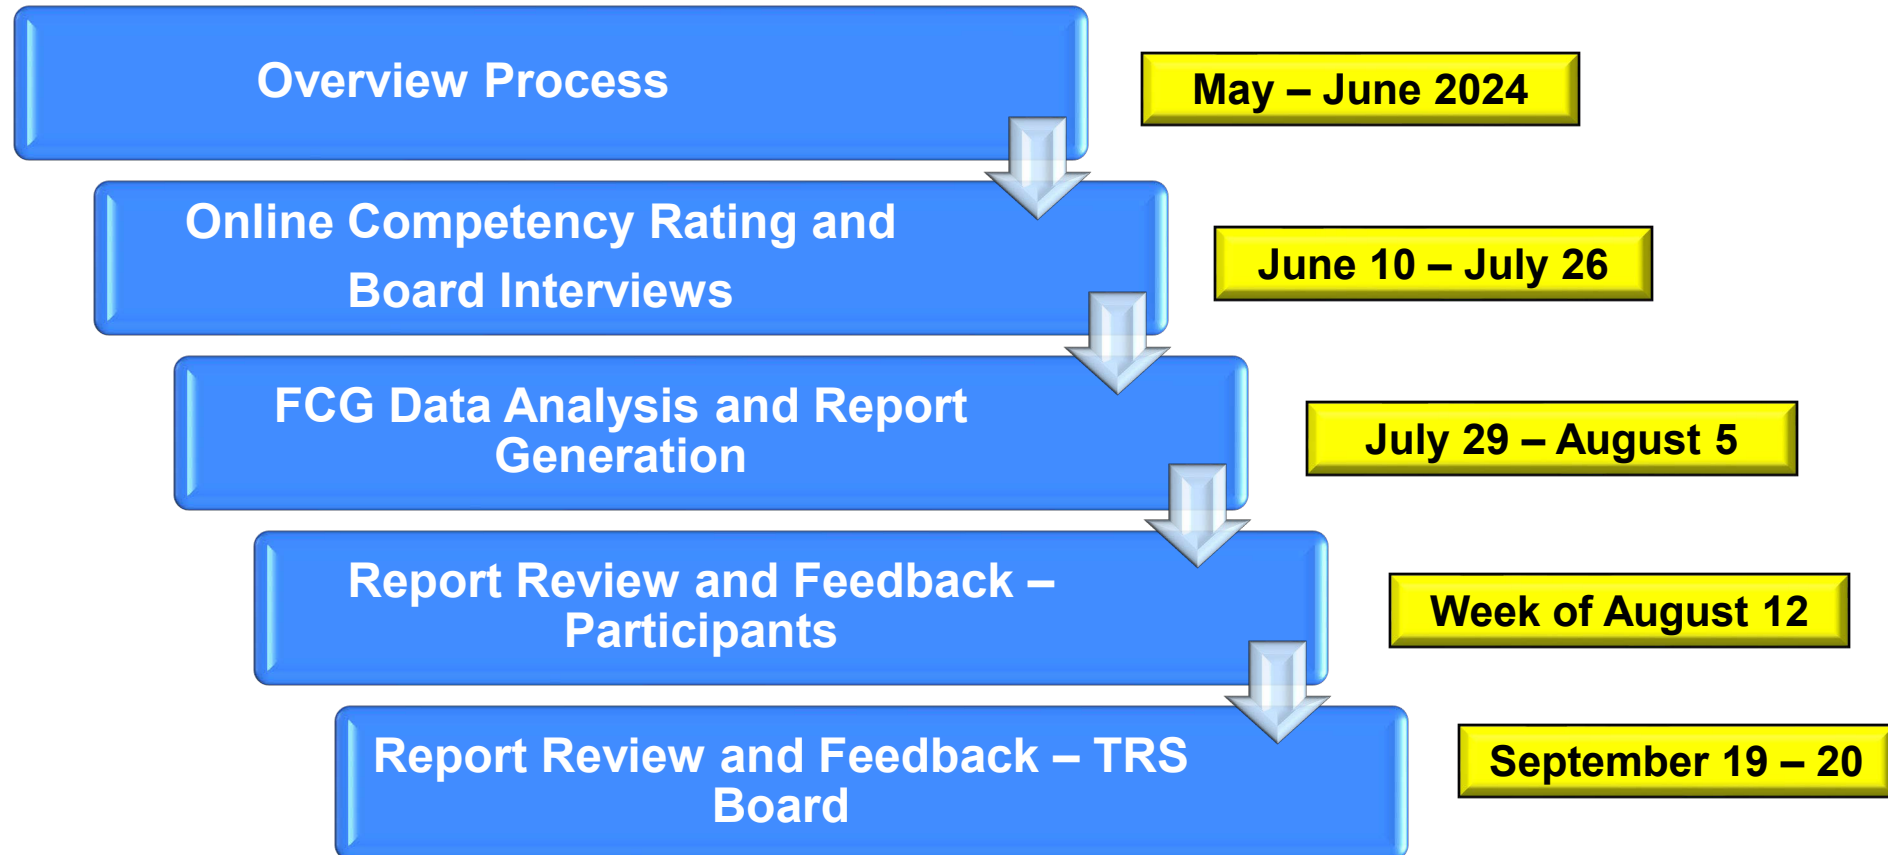 Overview Process
May – June 2024
Online Competency Rating and
Board Interviews
June 10 – July 26
FCG Data Analysis and Report
Generation
July 29 – August 5
Report Review and Feedback –
Participants
Week of August 12
Report Review and Feedback – TRS
Board
September 19 – 20